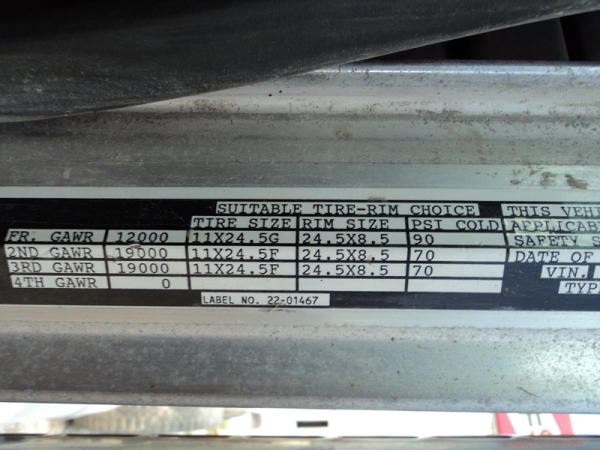 SUITABLE TIRE-RIM CHOICE THIS VEHI
TIRE SIZE RIM SIZE PSI COLD APPLICABL
FR. GAWR 12000 11X24.5G 24.5X8.5 90 SAFETY S
2ND GAWR 19000 11X24.5F 24.5X8.5 70 DATE OF
3RD GAWR 19000 11X24.5F 24.5X8.5 70 VIN.
4TH GAWR 0 TYP
LABEL NO. 22-01467